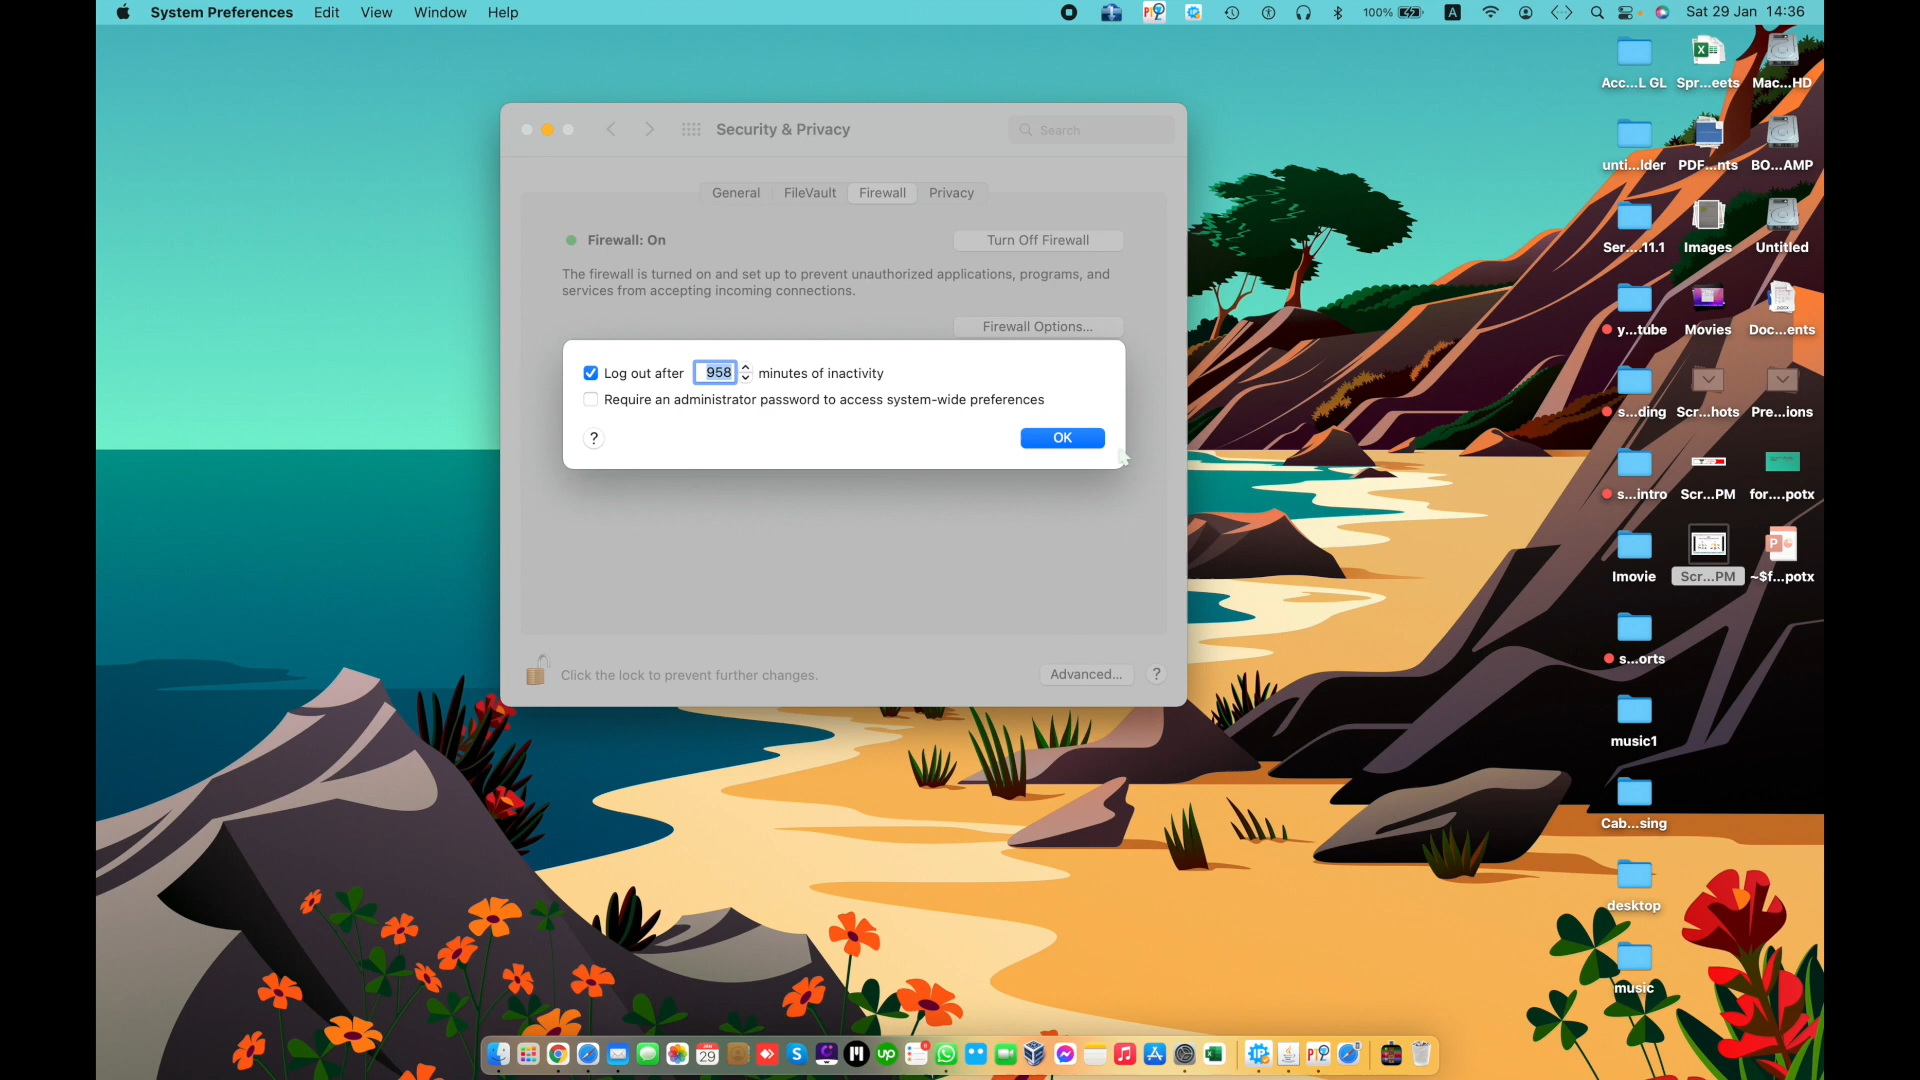 System Preferences Edit View Window Help
100% A Sat 29 Jan 14:36
Security & Privacy
Search
General FileVault Firewall Privacy
Firewall: On
Turn Off Firewall
The firewall is turned on and set up to prevent unauthorized applications, programs, and
services from accepting incoming connections.
Firewall Options...
Log out after 958 minutes of inactivity
Require an administrator password to access system-wide preferences
? OK
Click the lock to prevent further changes.
Advanced... ?
Acc...L GL Spr...eets Mac...HD
unti...lder PDF...nts BO...AMP
Ser....11.1 Images Untitled
y...tube Movies Doc...ents
s...ding Scr...hots Pre...ions
s...intro Scr...PM for....potx
Imovie Scr...PM ~$f...potx
s...orts
music1
Cab...sing
desktop
music